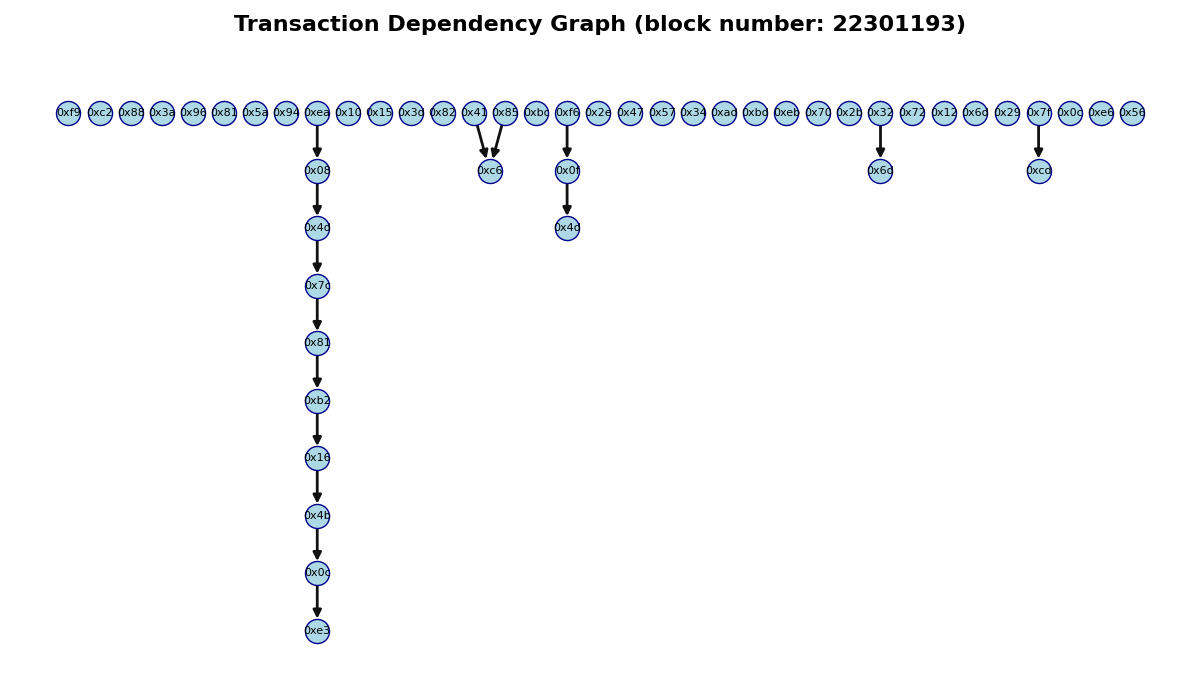 Transaction Dependency Graph (block number: 22301193)
0xf9 0xc2 0x88 0x3a 0x96 0x81 0x5a 0x94 0xea 0x10 0x15 0x3d 0x82 0x41 0x85 0xbc 0xf6 0x2e 0x47 0x57 0x34 0xad 0xbd 0xeb 0x70 0x2b 0x32 0x72 0x12 0x6d 0x29 0x7f 0x0c 0xe6 0x56
0x08 0xc6 0x0f 0x6d 0xca
0x4d 0x4d
0x7c
0x81
0xb2
0x16
0x4b
0x0c
0xe3